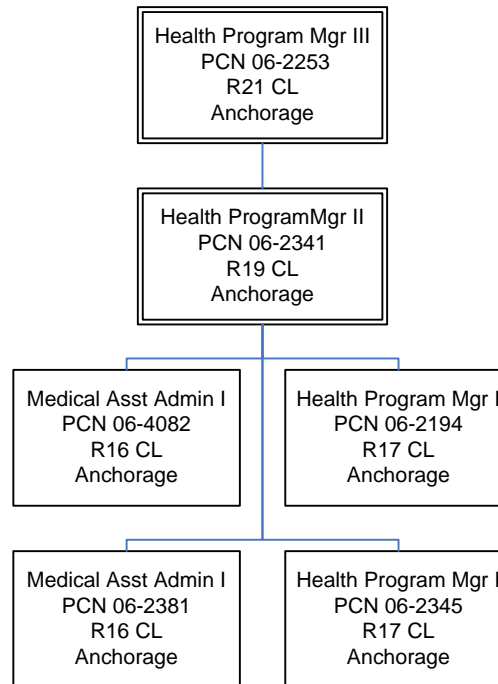 Health Program Mgr III
PCN 06-2253
R21 CL
Anchorage
Health ProgramMgr II
PCN 06-2341
R19 CL
Anchorage
Medical Asst Admin I
PCN 06-4082
R16 CL
Anchorage
Health Program Mgr I
PCN 06-2194
R17 CL
Anchorage
Medical Asst Admin I
PCN 06-2381
R16 CL
Anchorage
Health Program Mgr I
PCN 06-2345
R17 CL
Anchorage